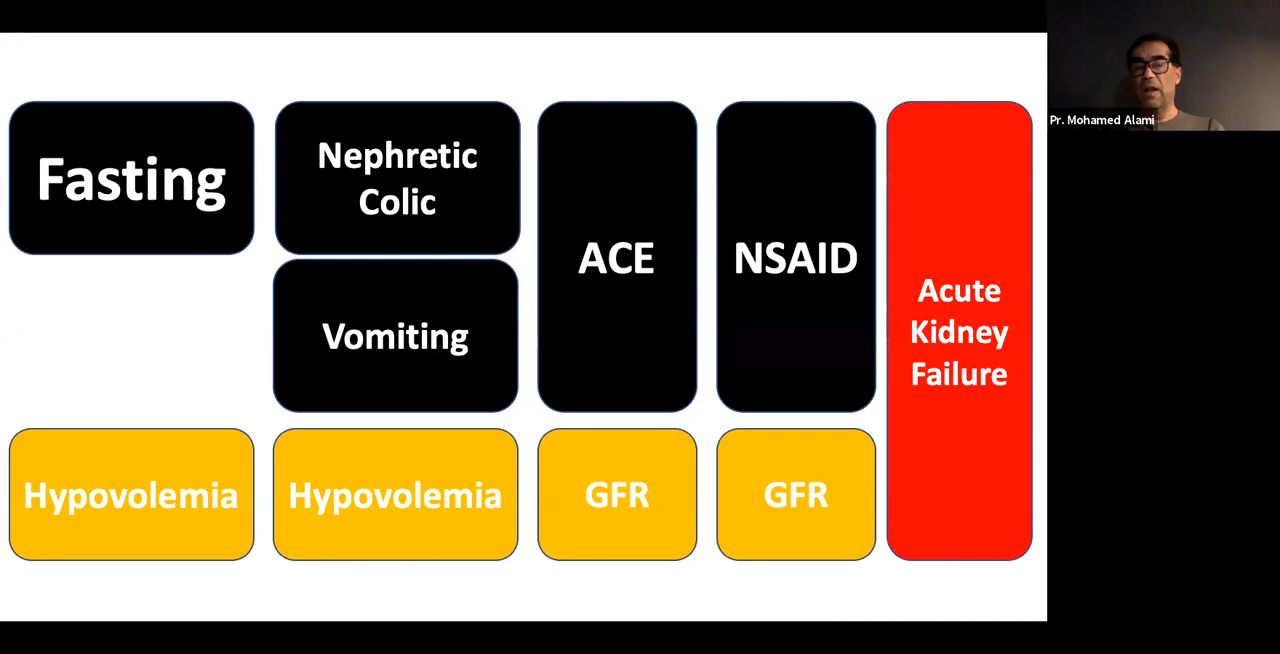 Fasting
Nephretic
Colic
Vomiting
ACE
NSAID
Acute
Kidney
Failure
Hypovolemia
Hypovolemia
GFR
GFR
Pr. Mohamed Alami